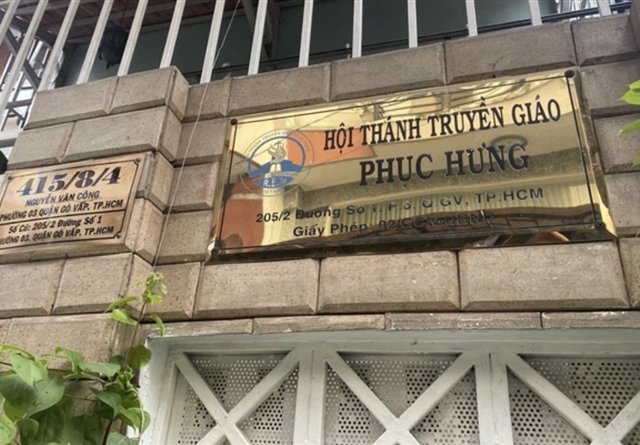 415/8/4
NGUYỄN VĂN CÔNG
PHƯỜNG 03. QUẬN GÒ VẤP. TP.HCM
Số Cũ: 205/2 Đường Số 1
PHƯỜNG 03. QUẬN GÒ VẤP. TP.HCM
HỘI THÁNH TRUYỀN GIÁO
PHỤC HƯNG
205/2 Đường Số 1, P.3, Q.GV, TP.HCM
Giấy Phép: